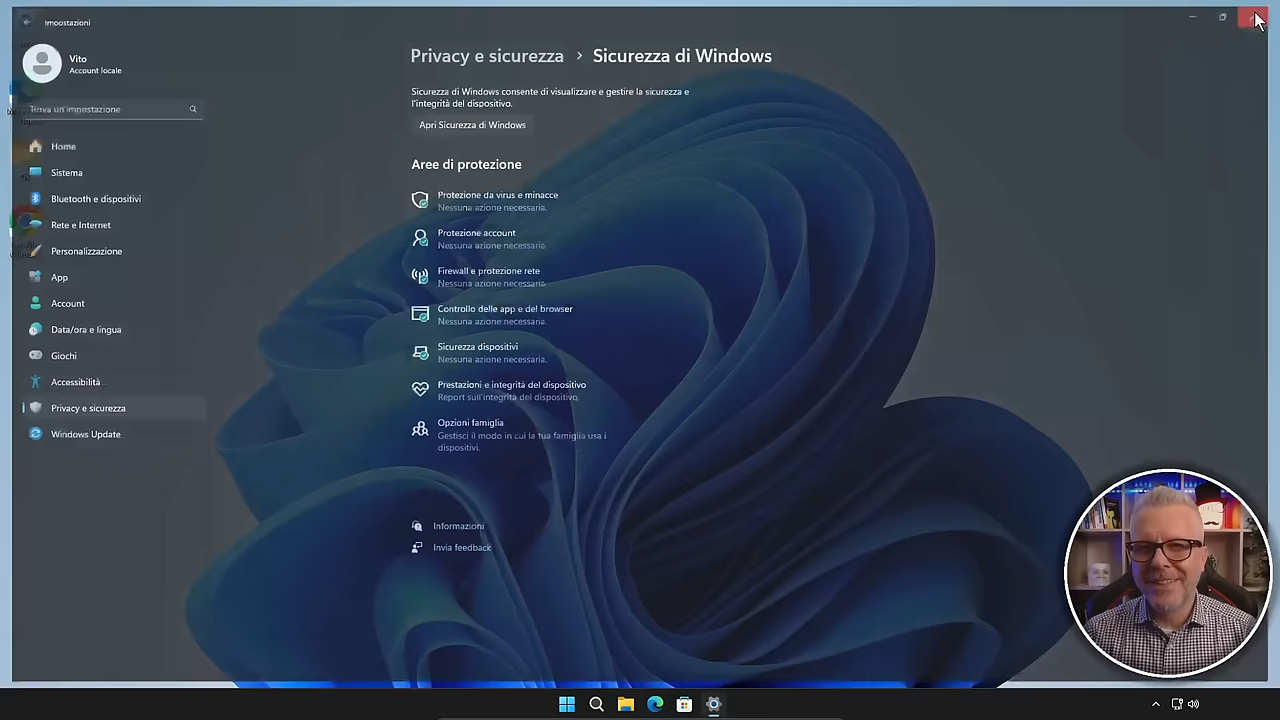 Impostazioni
Vito
Account locale
Trova un'impostazione
Home
Sistema
Bluetooth e dispositivi
Rete e Internet
Personalizzazione
App
Account
Data/ora e lingua
Giochi
Accessibilità
Privacy e sicurezza
Windows Update
Privacy e sicurezza > Sicurezza di Windows
Sicurezza di Windows consente di visualizzare e gestire la sicurezza e
l'integrità del dispositivo.
Apri Sicurezza di Windows
Aree di protezione
Protezione da virus e minacce
Nessuna azione necessaria.
Protezione account
Nessuna azione necessaria.
Firewall e protezione rete
Nessuna azione necessaria.
Controllo delle app e del browser
Nessuna azione necessaria.
Sicurezza dispositivi
Nessuna azione necessaria.
Prestazioni e integrità del dispositivo
Report sull'integrità del dispositivo.
Opzioni famiglia
Gestisci il modo in cui la tua famiglia usa i
dispositivi.
Informazioni
Invia feedback